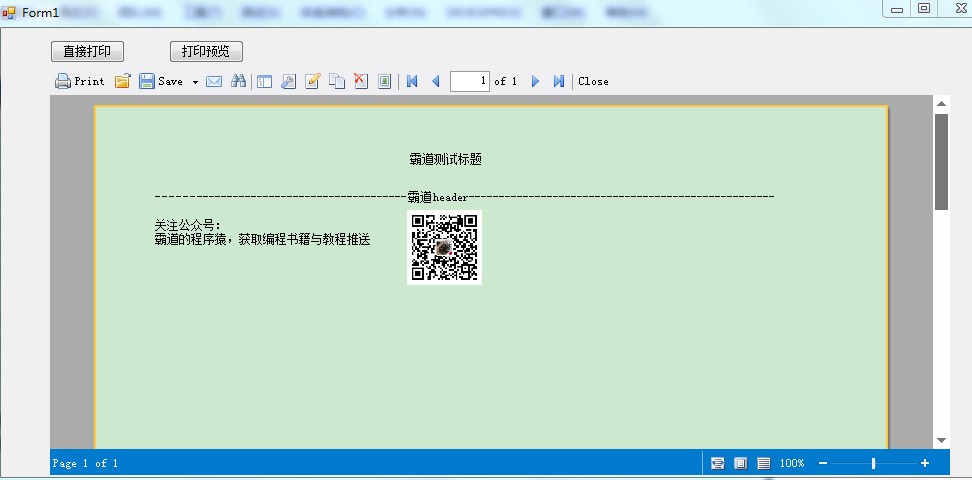 Form1
直接打印 打印预览
Print Save 1 of 1 Close
霸道测试标题
------------------------------------------霸道header---------------------------------------------------
关注公众号:
霸道的程序猿，获取编程书籍与教程推送
Page 1 of 1 100%